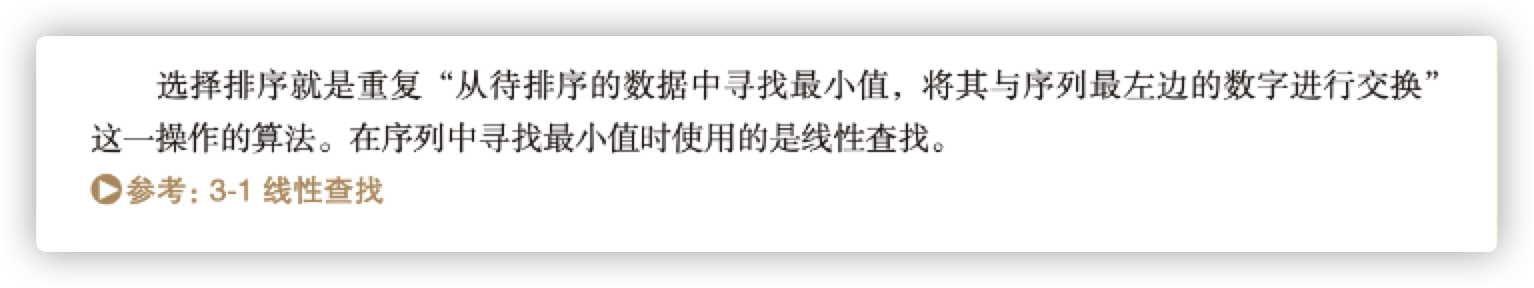 选择排序就是重复“从待排序的数据中寻找最小值，将其与序列最左边的数字进行交换”
这一操作的算法。在序列中寻找最小值时使用的是线性查找。
参考：3-1 线性查找